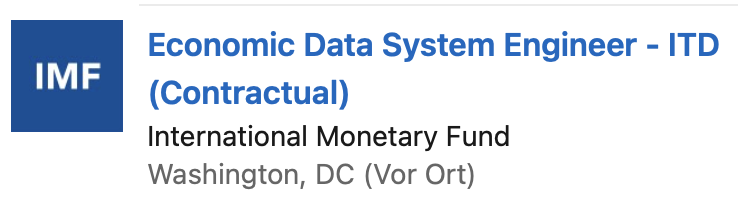 IMF
Economic Data System Engineer - ITD
(Contractual)
International Monetary Fund
Washington, DC (Vor Ort)